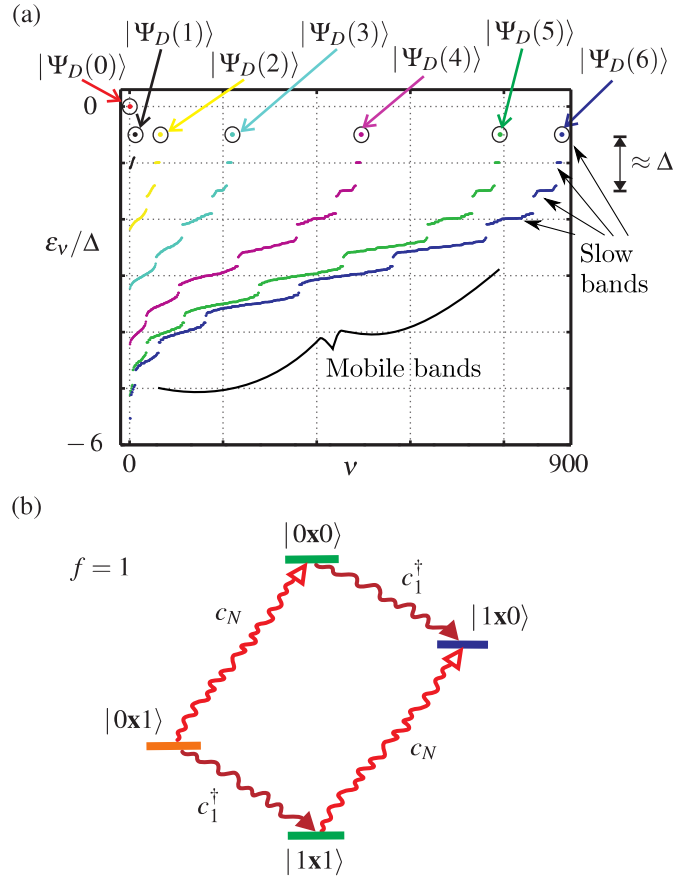 (a)
|Ψ_D(0)⟩ |Ψ_D(1)⟩ |Ψ_D(2)⟩ |Ψ_D(3)⟩ |Ψ_D(4)⟩ |Ψ_D(5)⟩ |Ψ_D(6)⟩
0
≈ Δ
ε_ν/Δ
Slow
bands
Mobile bands
−6
0 ν 900
(b)
f = 1
|0x0⟩
c_1^†
c_N
|1x0⟩
|0x1⟩
c_N
c_1^†
|1x1⟩